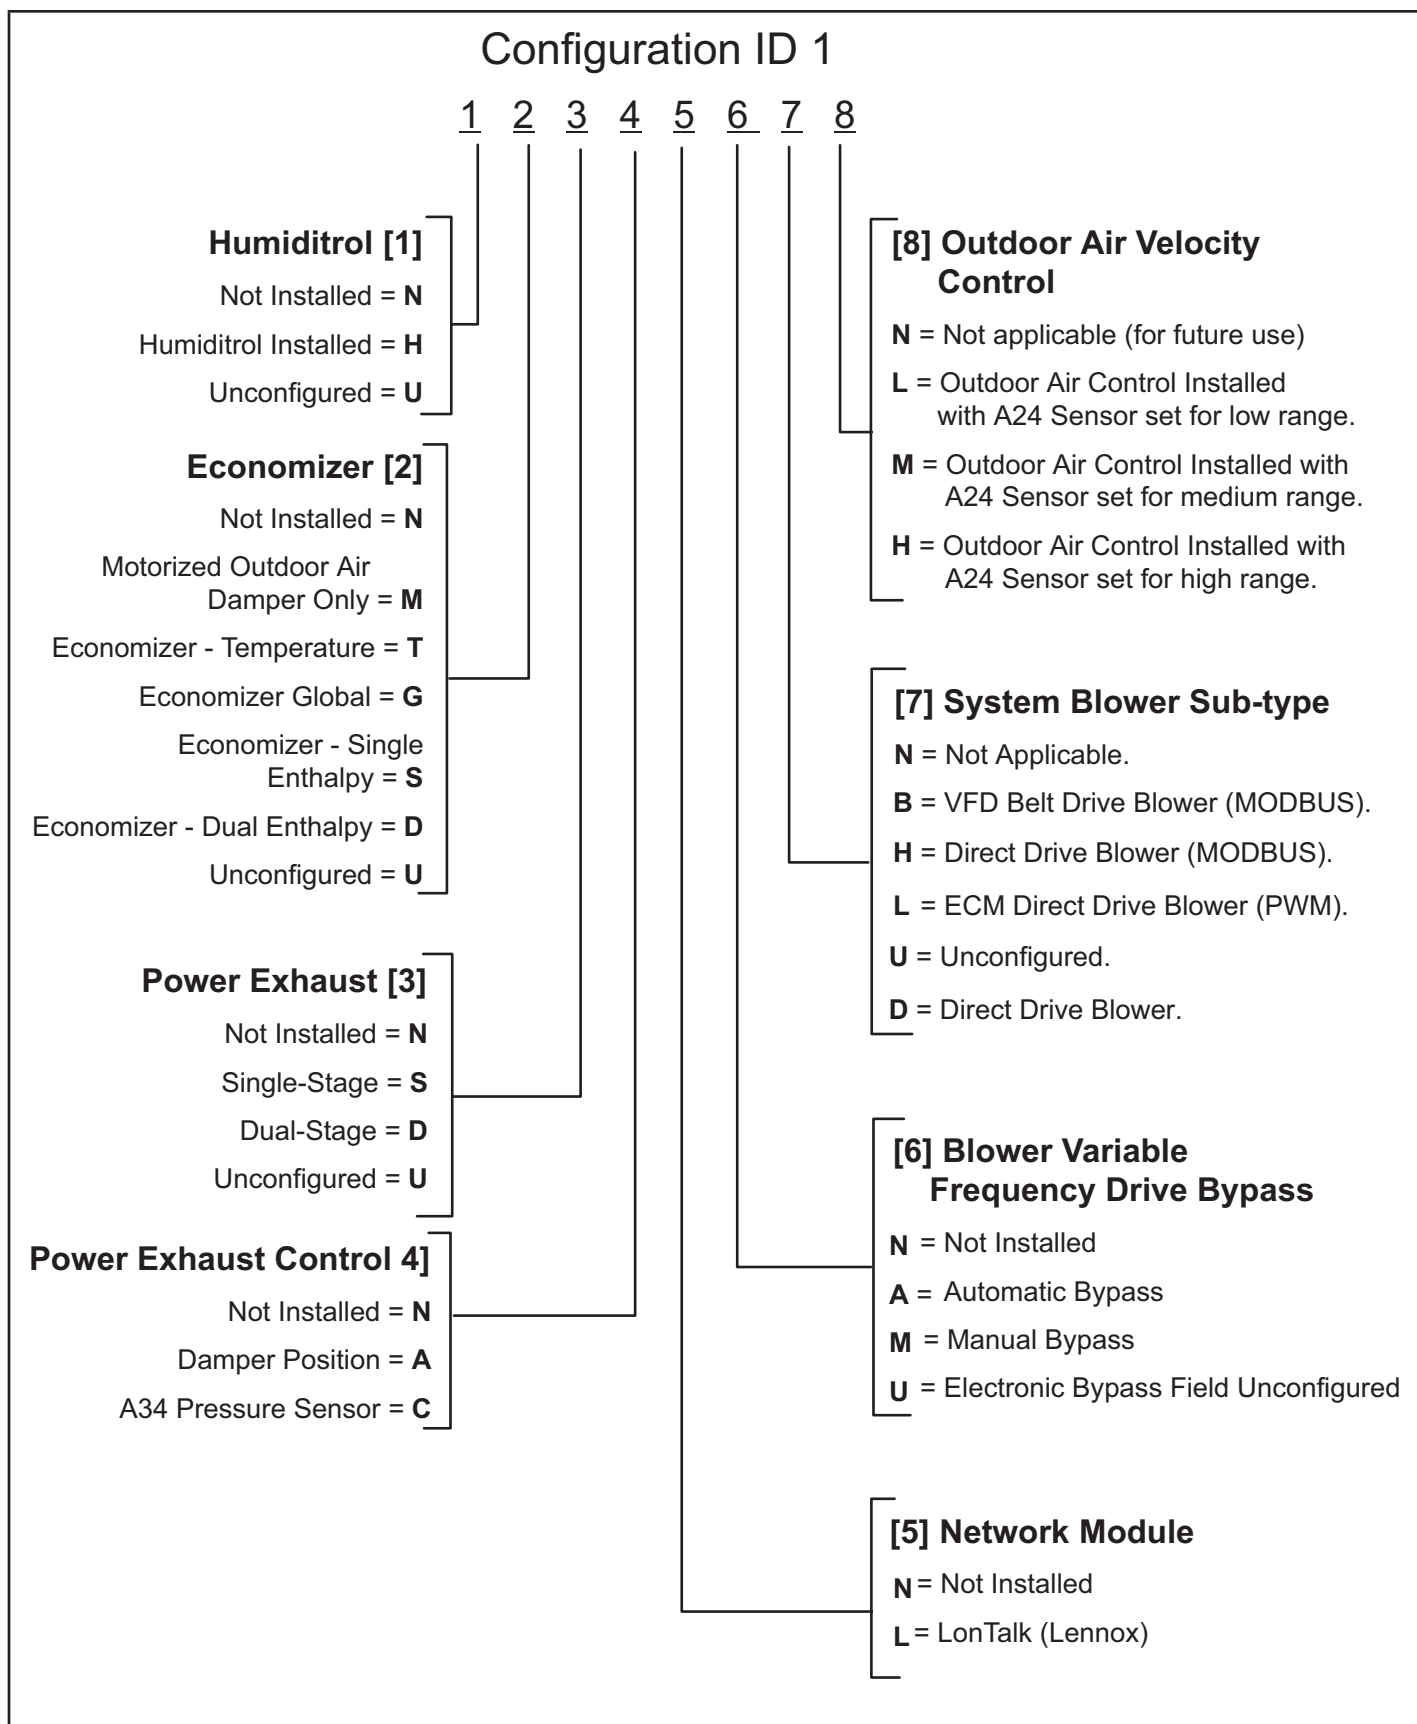 Configuration ID 1
1 2 3 4 5 6 7 8
Humiditrol [1]
Not Installed = N
Humiditrol Installed = H
Unconfigured = U
Economizer [2]
Not Installed = N
Motorized Outdoor Air
Damper Only = M
Economizer - Temperature = T
Economizer Global = G
Economizer - Single
Enthalpy = S
Economizer - Dual Enthalpy = D
Unconfigured = U
Power Exhaust [3]
Not Installed = N
Single-Stage = S
Dual-Stage = D
Unconfigured = U
Power Exhaust Control 4]
Not Installed = N
Damper Position = A
A34 Pressure Sensor = C
[8] Outdoor Air Velocity
Control
N = Not applicable (for future use)
L = Outdoor Air Control Installed
with A24 Sensor set for low range.
M = Outdoor Air Control Installed with
A24 Sensor set for medium range.
H = Outdoor Air Control Installed with
A24 Sensor set for high range.
[7] System Blower Sub-type
N = Not Applicable.
B = VFD Belt Drive Blower (MODBUS).
H = Direct Drive Blower (MODBUS).
L = ECM Direct Drive Blower (PWM).
U = Unconfigured.
D = Direct Drive Blower.
[6] Blower Variable
Frequency Drive Bypass
N = Not Installed
A = Automatic Bypass
M = Manual Bypass
U = Electronic Bypass Field Unconfigured
[5] Network Module
N = Not Installed
L = LonTalk (Lennox)